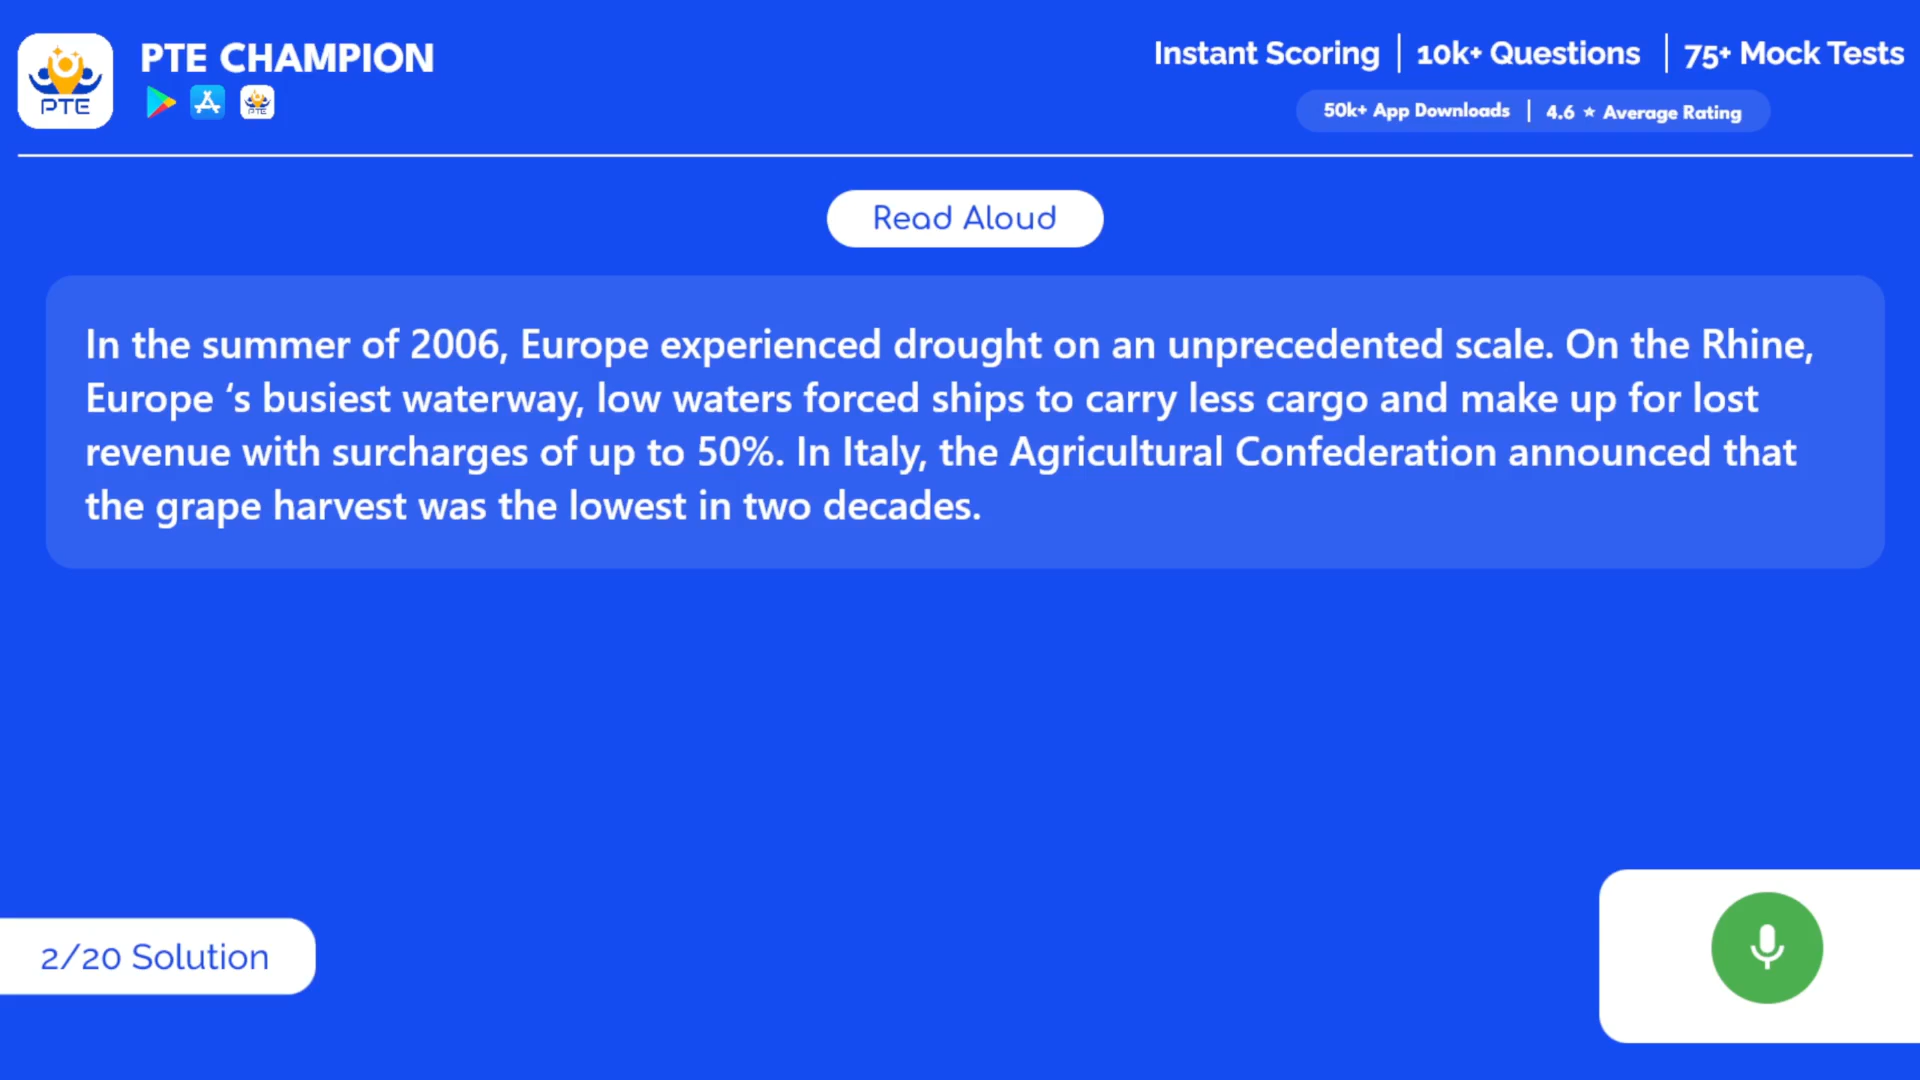 PTE CHAMPION
PTE
PTE
Instant Scoring | 10k+ Questions | 75+ Mock Tests
50k+ App Downloads | 4.6 ★ Average Rating
Read Aloud
In the summer of 2006, Europe experienced drought on an unprecedented scale. On the Rhine,
Europe ‘s busiest waterway, low waters forced ships to carry less cargo and make up for lost
revenue with surcharges of up to 50%. In Italy, the Agricultural Confederation announced that
the grape harvest was the lowest in two decades.
2/20 Solution